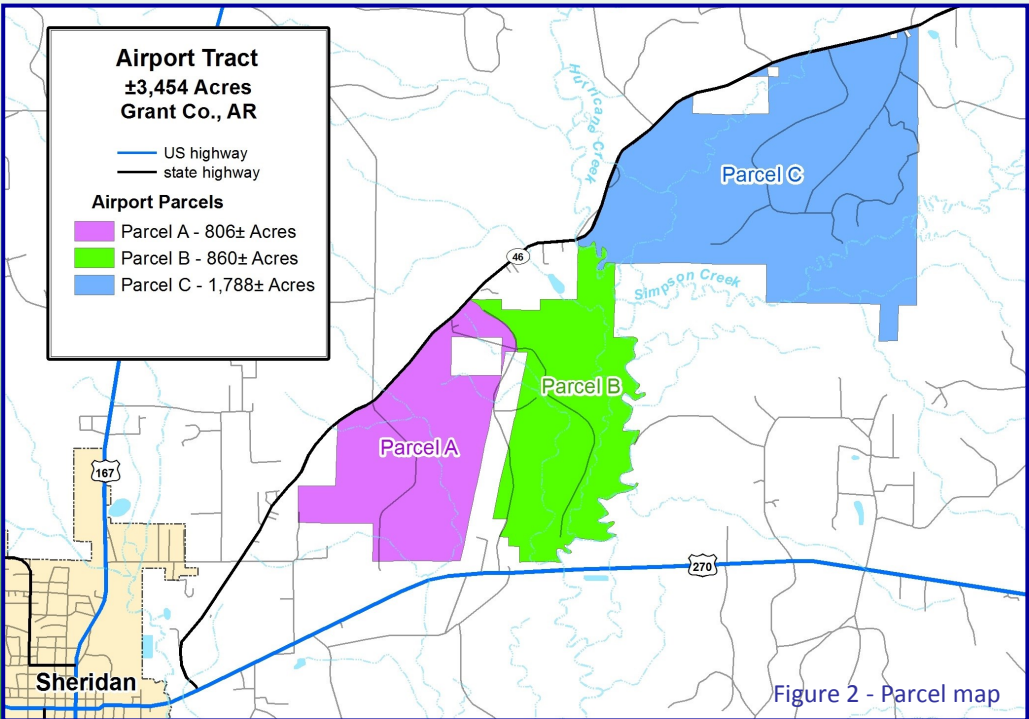 Airport Tract
±3,454 Acres
Grant Co., AR
US highway
state highway
Airport Parcels
Parcel A - 806± Acres
Parcel B - 860± Acres
Parcel C - 1,788± Acres
Hurricane Creek
Parcel C
46
Simpson Creek
Parcel B
Parcel A
167
270
Sheridan
Figure 2 - Parcel map